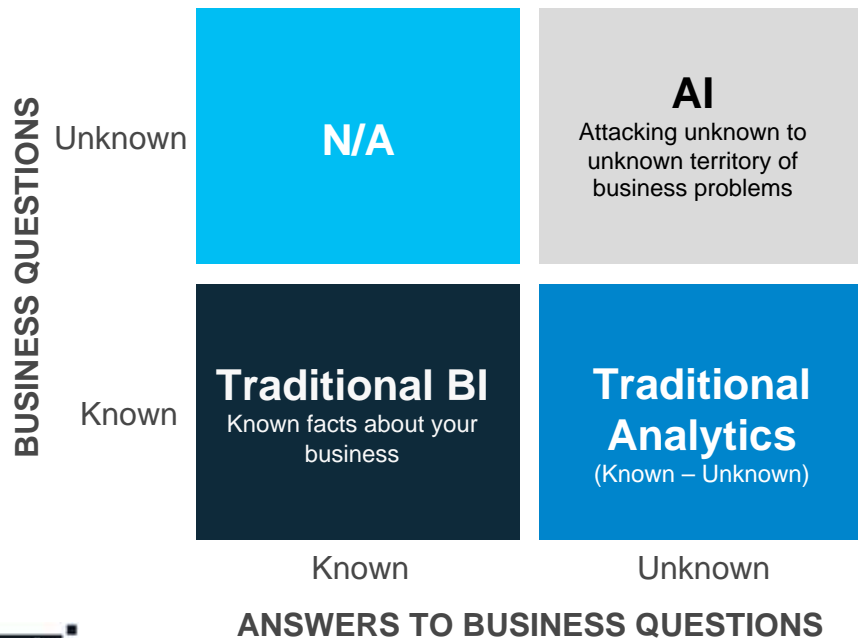 BUSINESS QUESTIONS
Unknown
N/A
AI
Attacking unknown to
unknown territory of
business problems
Known
Traditional BI
Known facts about your
business
Traditional
Analytics
(Known – Unknown)
Known
Unknown
ANSWERS TO BUSINESS QUESTIONS